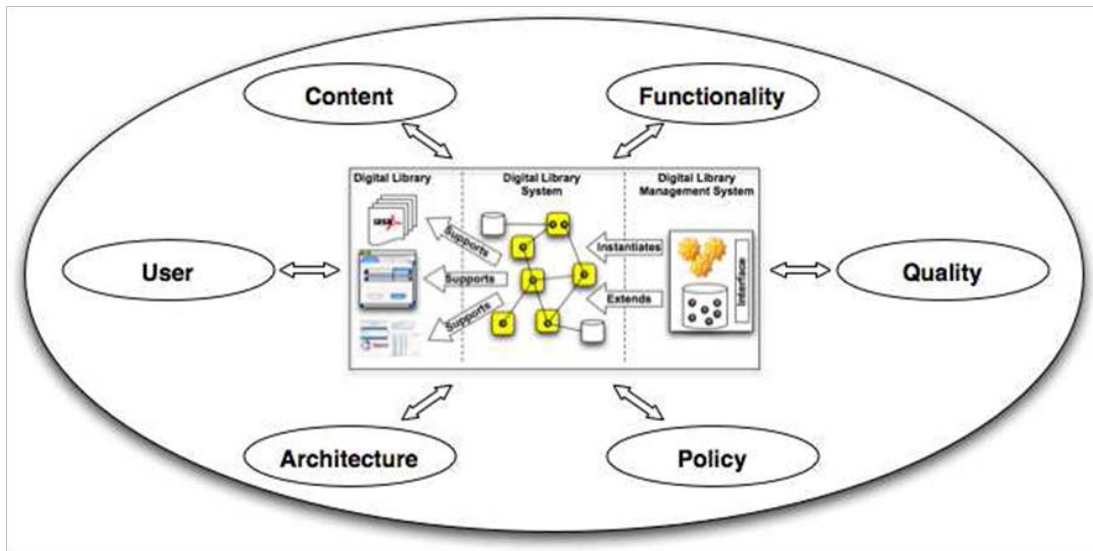 Content
Functionality
Digital Library
Digital Library
System
Digital Library
Management System
Supports
Instantiates
User
Supports
Interface
Quality
Extends
Supports
Architecture
Policy